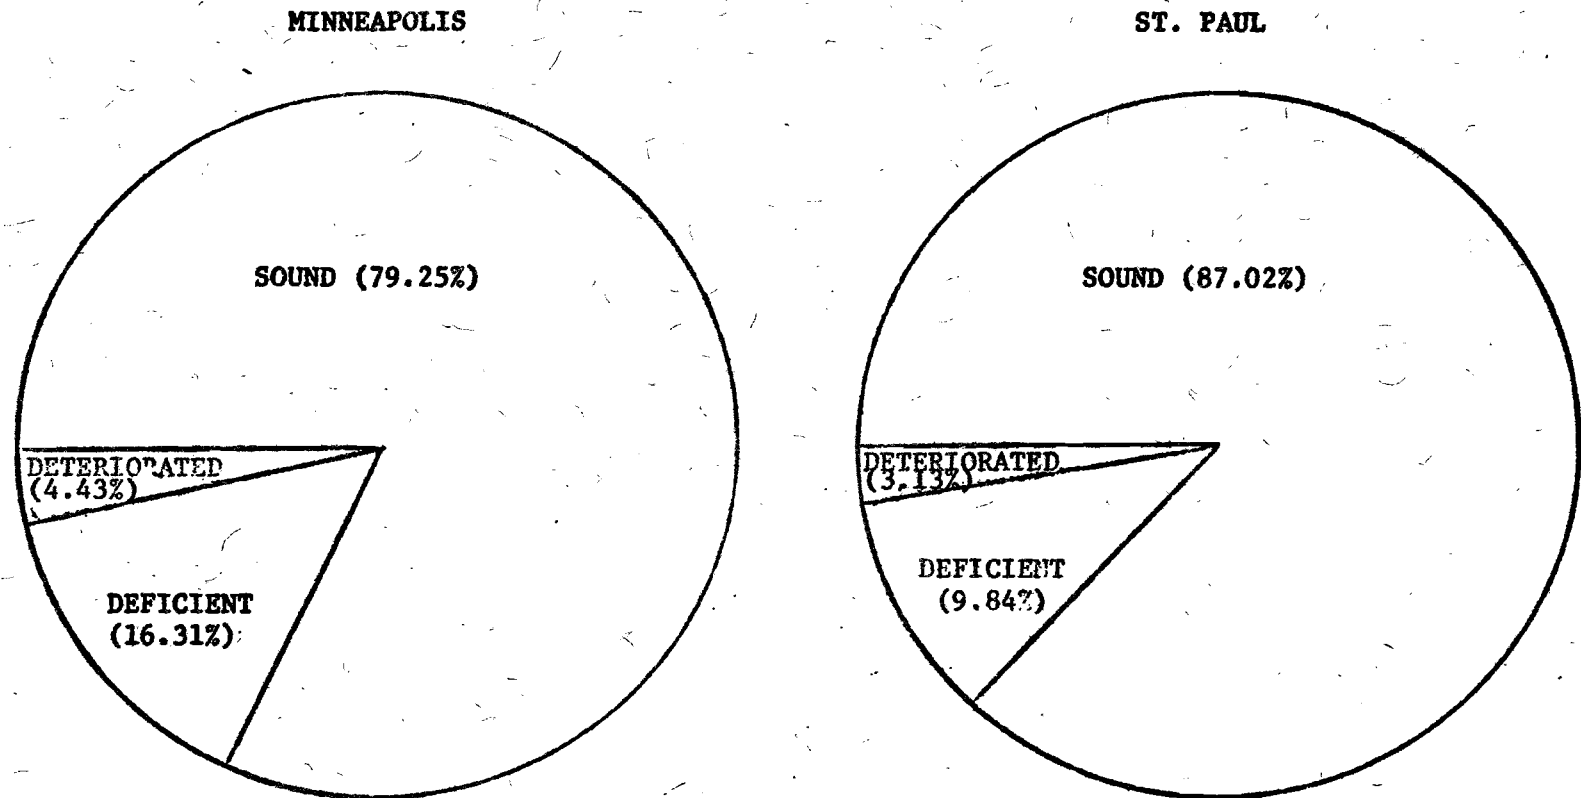 MINNEAPOLIS
SOUND (79.25%)
DETERIORATED
(4.43%)
DEFICIENT
(16.31%)
ST. PAUL
SOUND (87.02%)
DETERIORATED
(3.13%)
DEFICIENT
(9.84%)